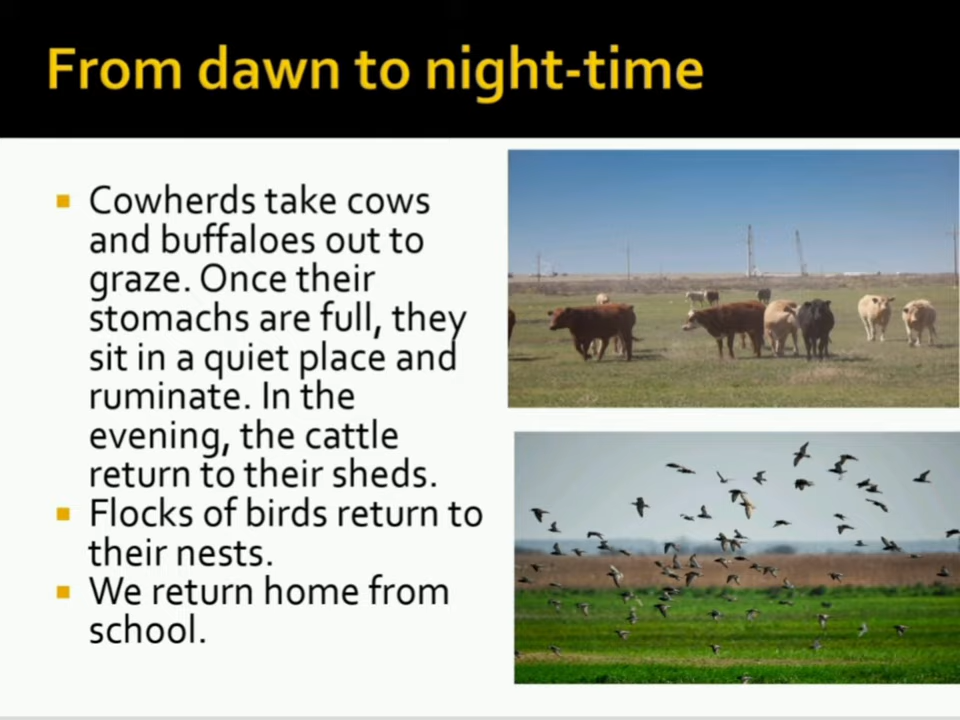 From dawn to night-time
Cowherds take cows
and buffaloes out to
graze. Once their
stomachs are full, they
sit in a quiet place and
ruminate. In the
evening, the cattle
return to their sheds.
Flocks of birds return to
their nests.
We return home from
school.